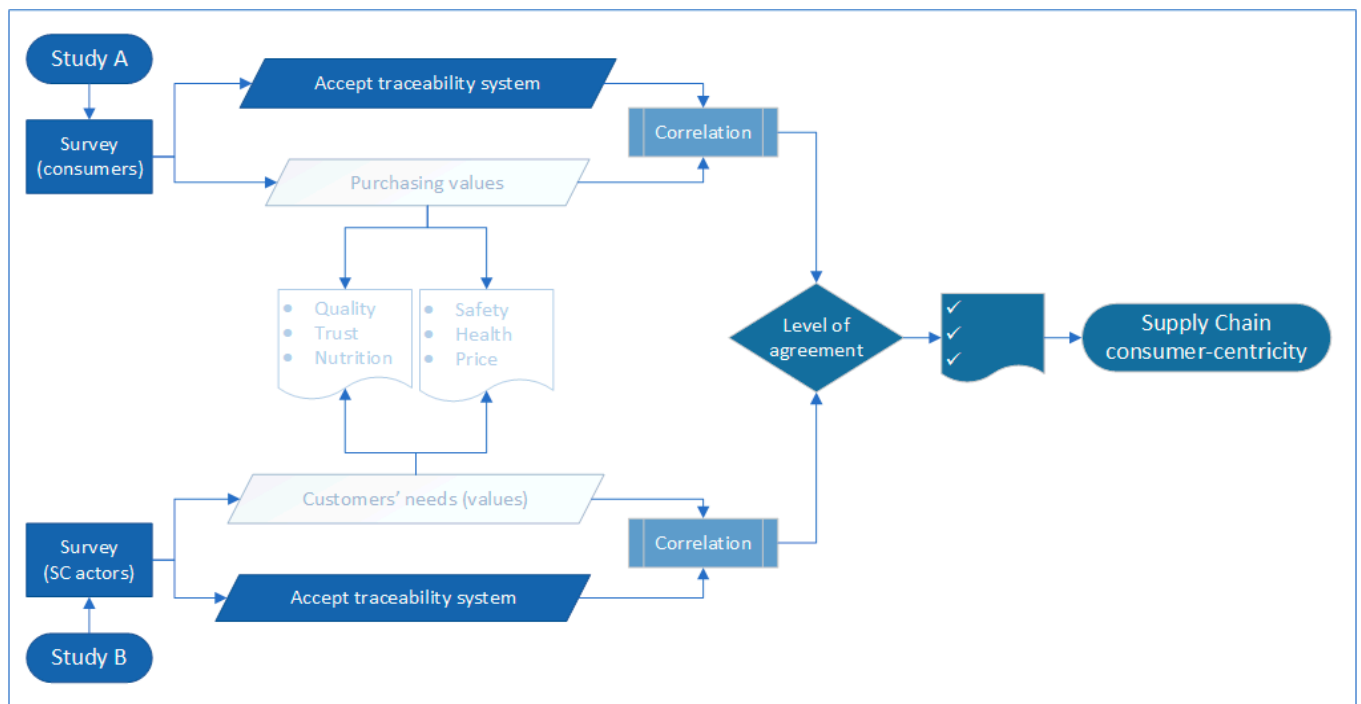 Study A
Accept traceability system
Survey
(consumers)
Correlation
Purchasing values
• Quality
• Trust
• Nutrition
• Safety
• Health
• Price
Level of
agreement
✓
✓
✓
Supply Chain
consumer-centricity
Customers' needs (values)
Survey
(SC actors)
Correlation
Accept traceability system
Study B